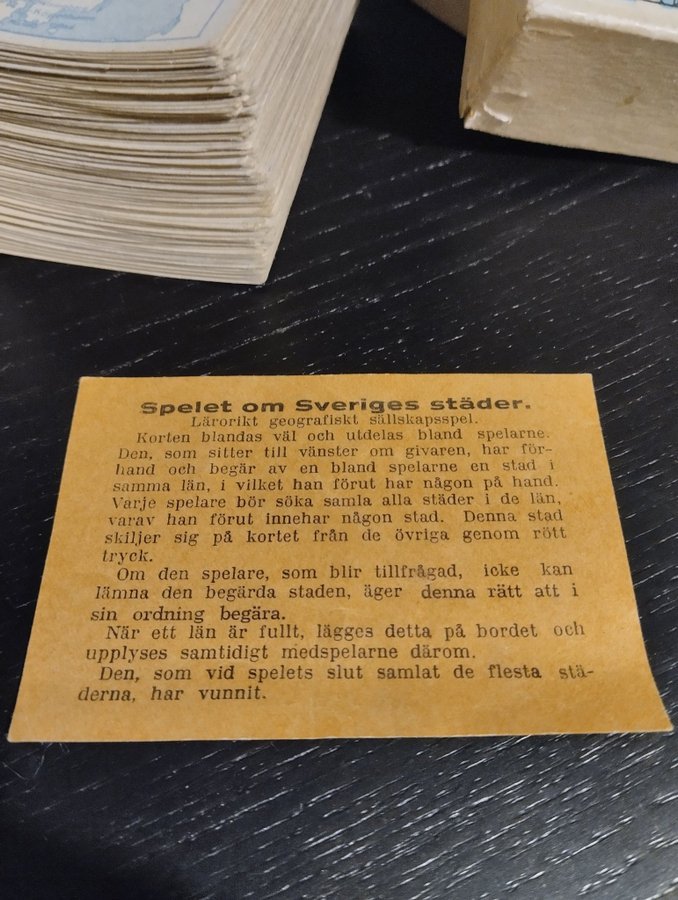 Spelet om Sveriges städer.
Lärorikt geografiskt sällskapsspel.
Korten blandas väl och utdelas bland spelarne.
Den, som sitter till vänster om givaren, har för-
hand och begär av en bland spelarne en stad i
samma län, i vilket han förut har någon på hand.
Varje spelare bör söka samla alla städer i de län,
varav han förut innehar någon stad. Denna stad
skiljer sig på kortet från de övriga genom rött
tryck.
Om den spelare, som blir tillfrågad, icke kan
lämna den begärda staden, äger denna rätt att i
sin ordning begära.
När ett län är fullt, lägges detta på bordet och
upplyses samtidigt medspelarne därom.
Den, som vid spelets slut samlat de flesta stä-
derna, har vunnit.